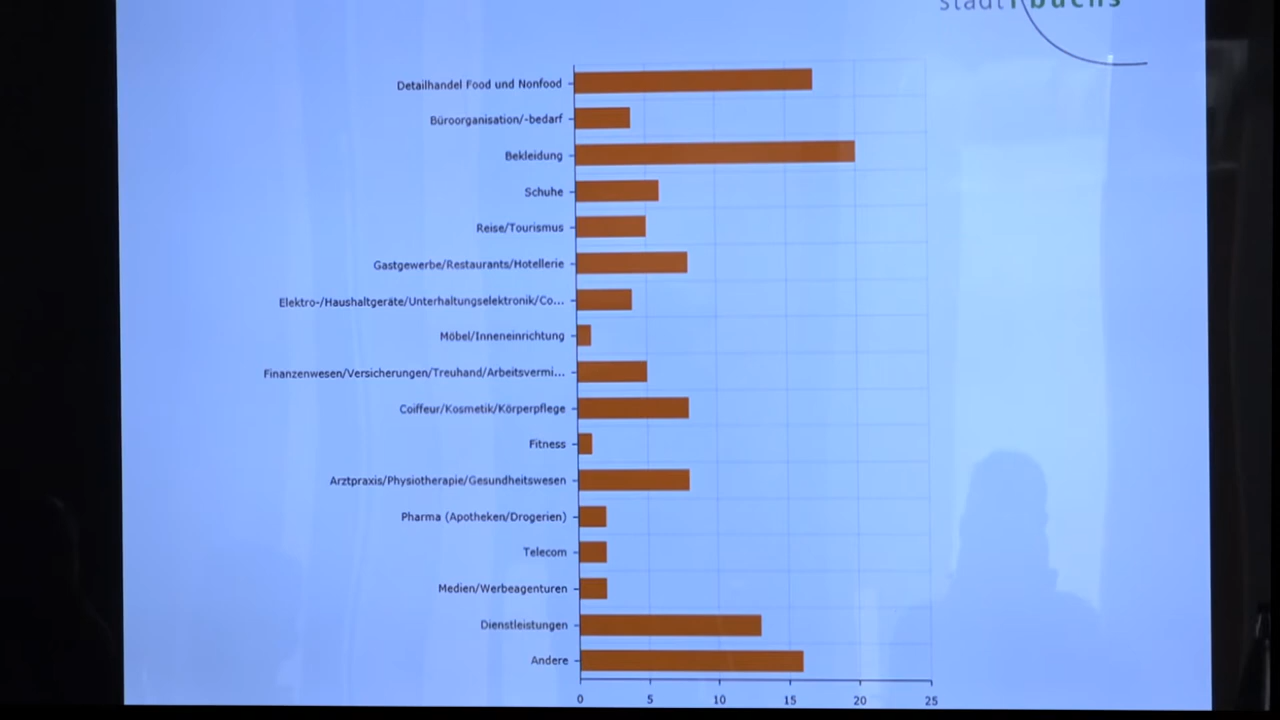 stadt buchs
Detailhandel Food und Nonfood
Büroorganisation/-bedarf
Bekleidung
Schuhe
Reise/Tourismus
Gastgewerbe/Restaurants/Hotellerie
Elektro-/Haushaltgeräte/Unterhaltungselektronik/Co...
Möbel/Inneneinrichtung
Finanzenwesen/Versicherungen/Treuhand/Arbeitsvermi...
Coiffeur/Kosmetik/Körperpflege
Fitness
Arztpraxis/Physiotherapie/Gesundheitswesen
Pharma (Apotheken/Drogerien)
Telecom
Medien/Werbeagenturen
Dienstleistungen
Andere
0 5 10 15 20 25